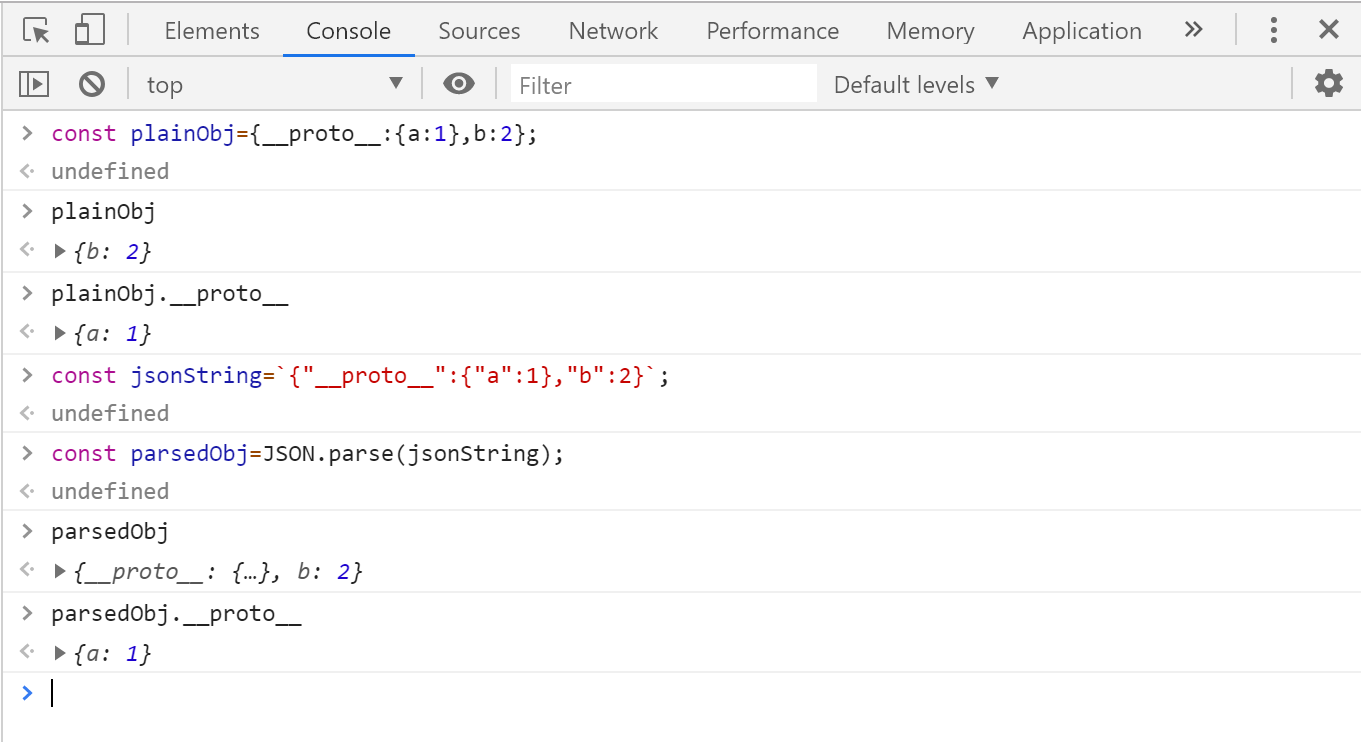 Elements Console Sources Network Performance Memory Application
top Filter Default levels
const plainObj={__proto__:{a:1},b:2};
undefined
plainObj
{b: 2}
plainObj.__proto__
{a: 1}
const jsonString=`{"__proto__":{"a":1},"b":2}`;
undefined
const parsedObj=JSON.parse(jsonString);
undefined
parsedObj
{__proto__: {…}, b: 2}
parsedObj.__proto__
{a: 1}